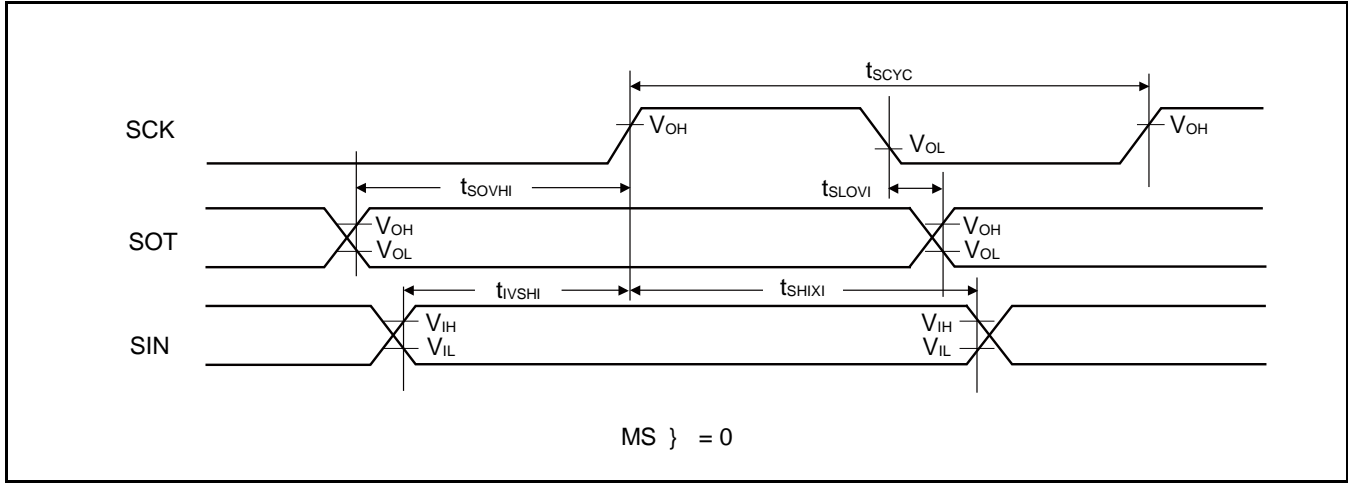 tSCYC
SCK
VOH
VOL
VOH
tSOVHI
tSLOVI
SOT
VOH
VOL
VOH
VOL
tIVSHI
tSHIXI
SIN
VIH
VIL
VIH
VIL
MS } = 0